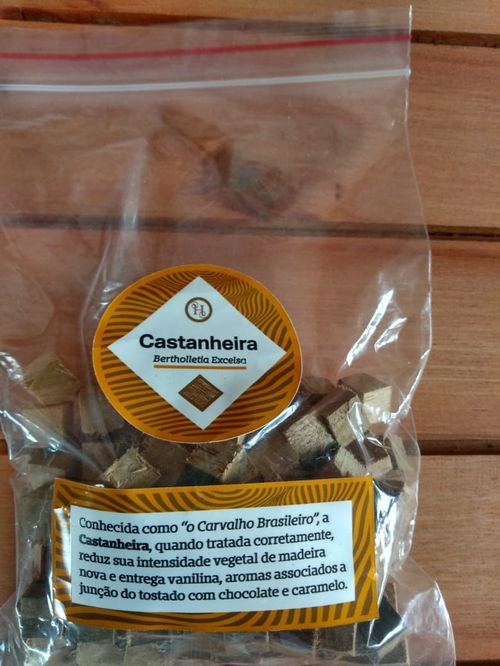 H
Castanheira
Bertholletia Excelsa
Conhecida como "o Carvalho Brasileiro", a
Castanheira, quando tratada corretamente,
reduz sua intensidade vegetal de madeira
nova e entrega vanilina, aromas associados a
junção do tostado com chocolate e caramelo.